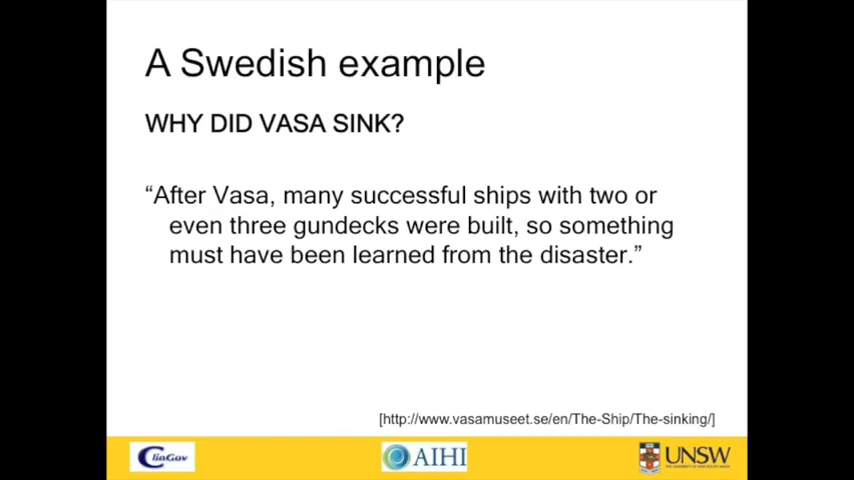 A Swedish example
WHY DID VASA SINK?
“After Vasa, many successful ships with two or
even three gundecks were built, so something
must have been learned from the disaster.”
[http://www.vasamuseet.se/en/The-Ship/The-sinking/]
ClinGov
AIHI
UNSW